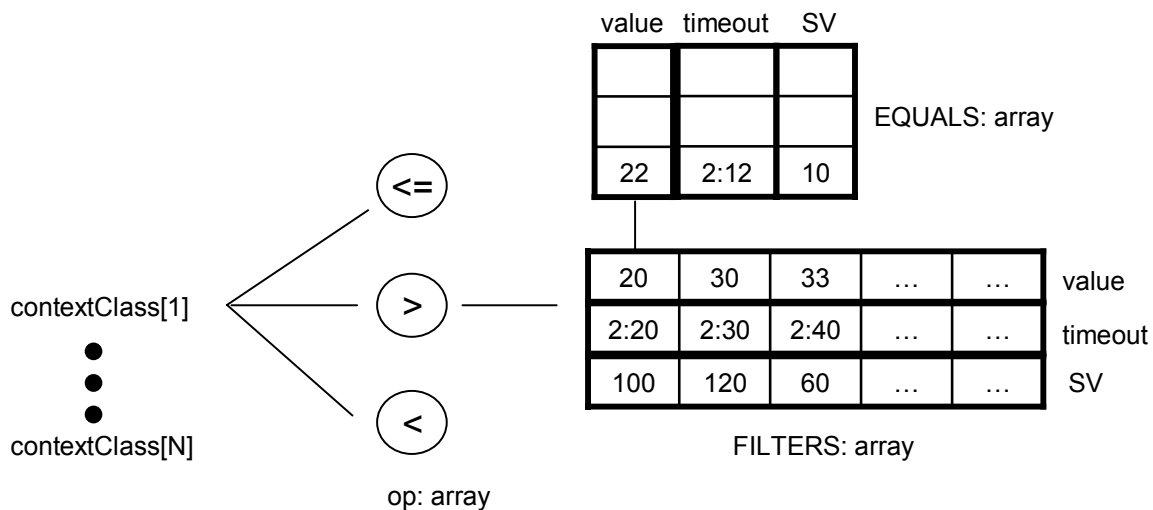 value timeout SV
EQUALS: array
22 2:12 10
<=
20 30 33 … … value
contextClass[1] >
2:20 2:30 2:40 … … timeout
100 120 60 … … SV
<
contextClass[N] FILTERS: array
op: array